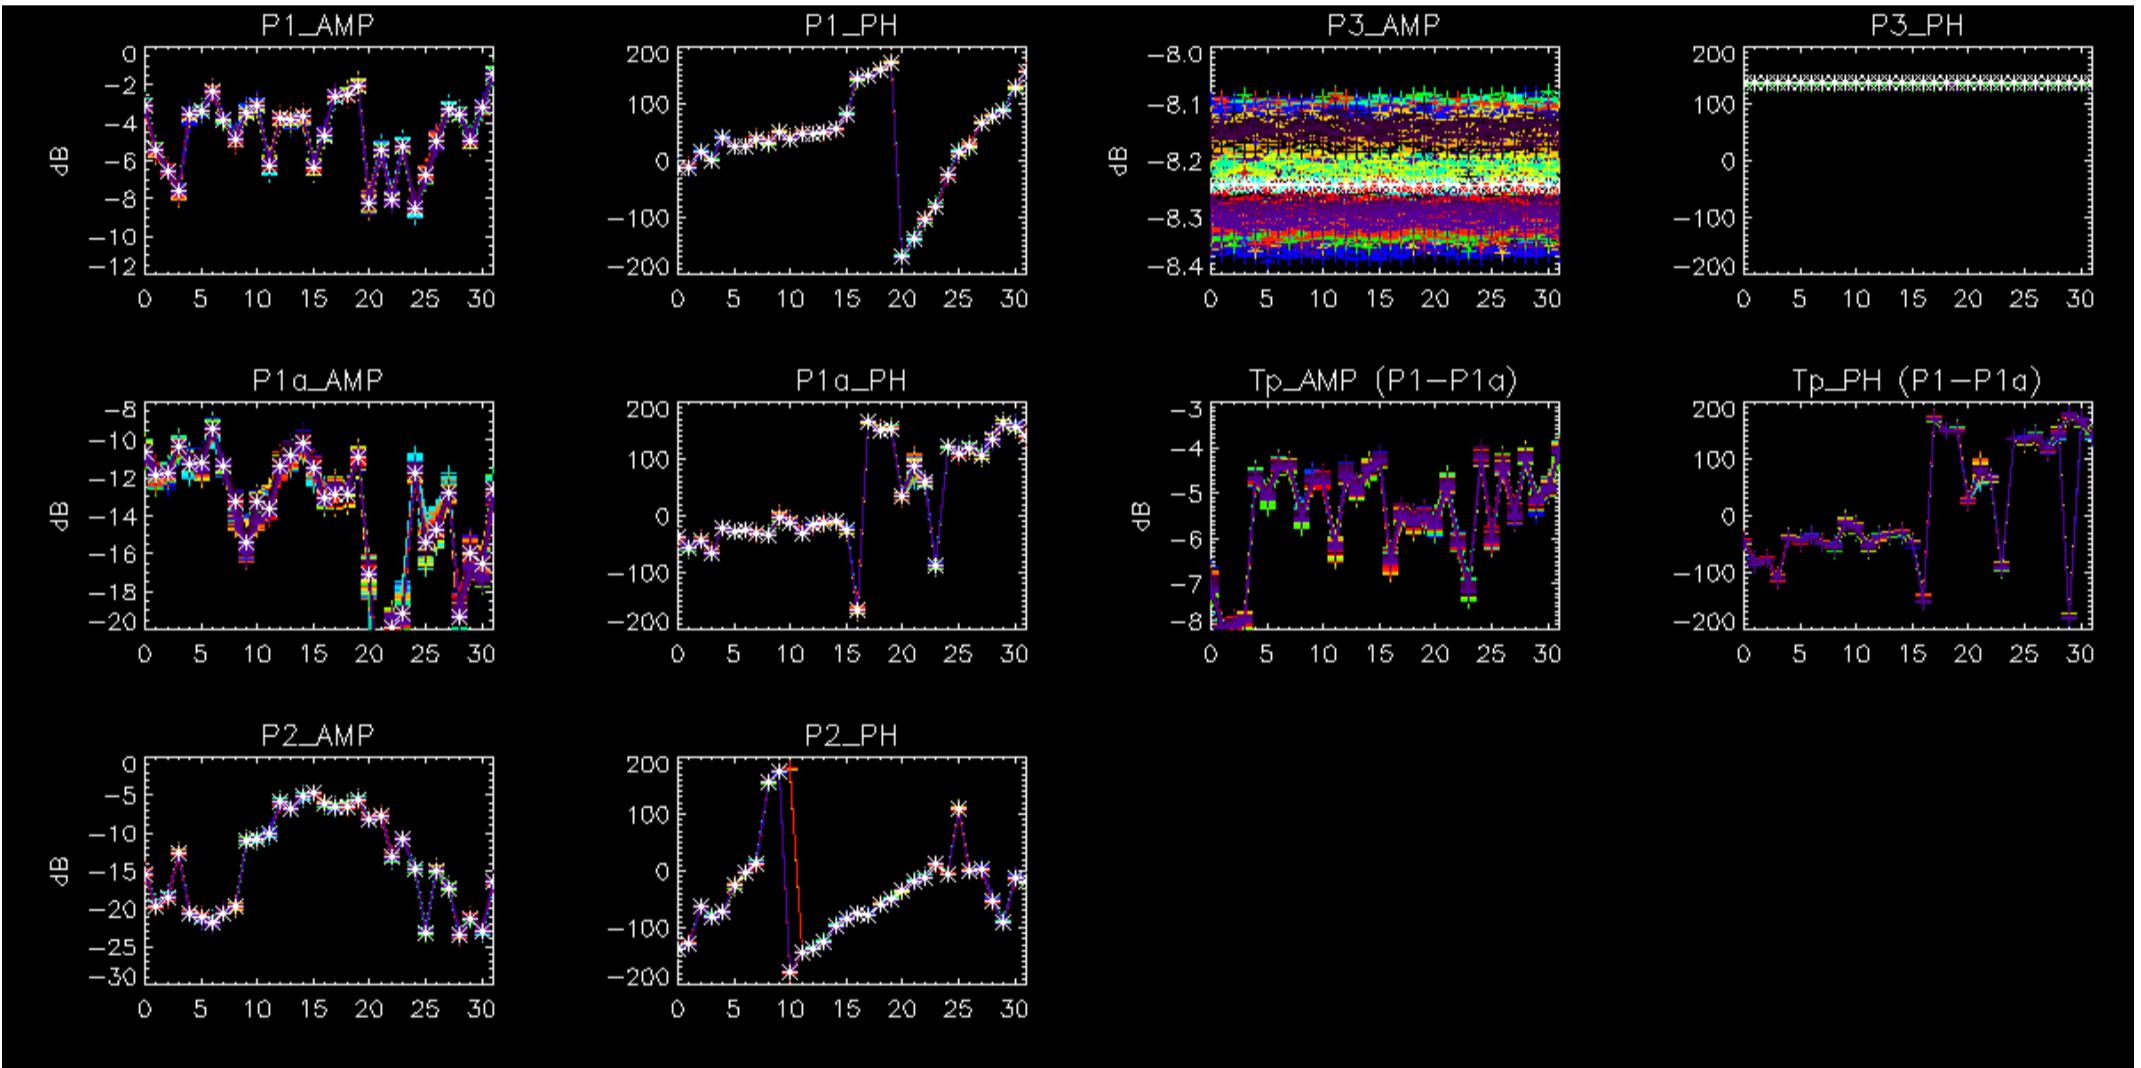 P1_AMP
0
−2
−4
−6
−8
−10
−12
dB
0 5 10 15 20 25 30
P1_PH
200
100
0
−100
−200
0 5 10 15 20 25 30
P3_AMP
−8.0
−8.1
−8.2
−8.3
−8.4
dB
0 5 10 15 20 25 30
P3_PH
200
100
0
−100
−200
0 5 10 15 20 25 30
P1a_AMP
−8
−10
−12
−14
−16
−18
−20
dB
0 5 10 15 20 25 30
P1a_PH
200
100
0
−100
−200
0 5 10 15 20 25 30
Tp_AMP (P1−P1a)
−3
−4
−5
−6
−7
−8
dB
0 5 10 15 20 25 30
Tp_PH (P1−P1a)
200
100
0
−100
−200
0 5 10 15 20 25 30
P2_AMP
0
−5
−10
−15
−20
−25
−30
dB
0 5 10 15 20 25 30
P2_PH
200
100
0
−100
−200
0 5 10 15 20 25 30